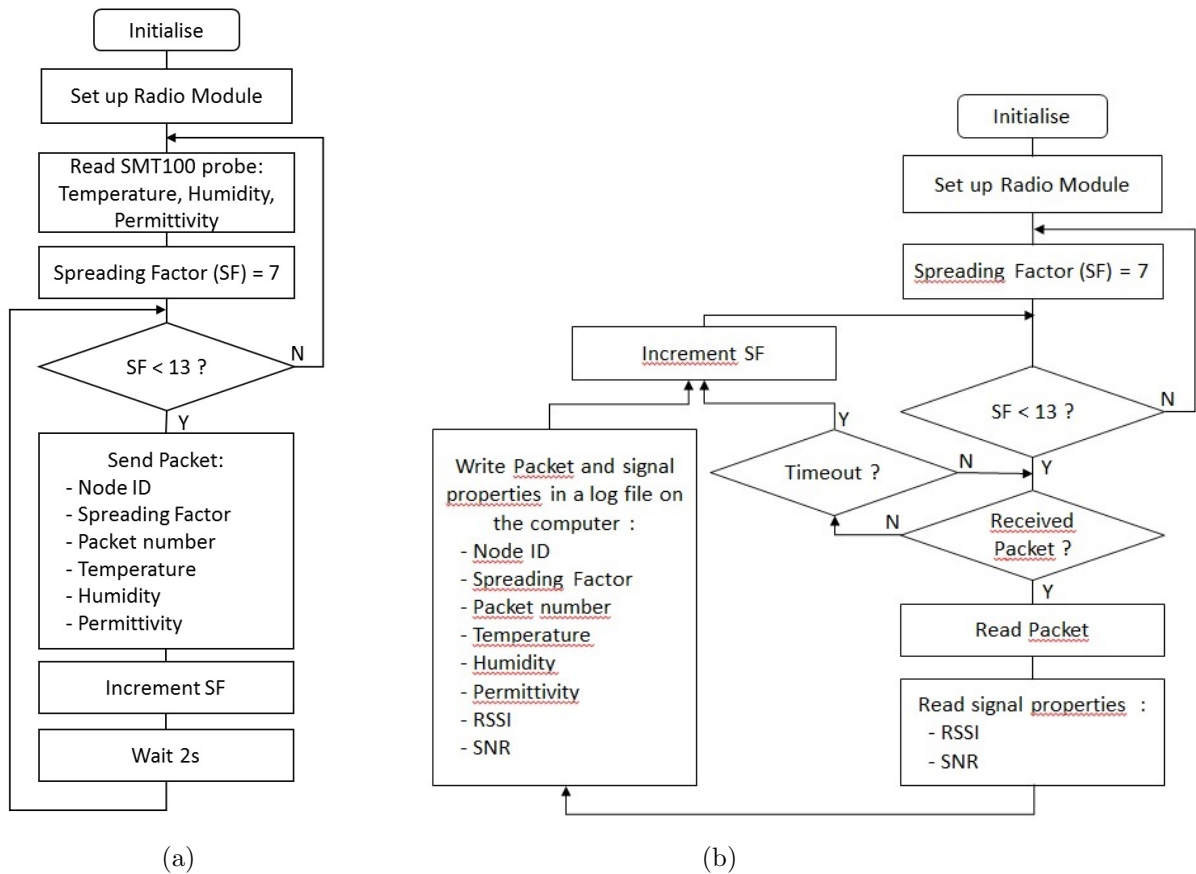 Initialise
Set up Radio Module
Read SMT100 probe:
Temperature, Humidity,
Permittivity
Spreading Factor (SF) = 7
SF < 13 ?
N
Y
Send Packet:
- Node ID
- Spreading Factor
- Packet number
- Temperature
- Humidity
- Permittivity
Increment SF
Wait 2s
(a)
Initialise
Set up Radio Module
Spreading Factor (SF) = 7
Increment SF
SF < 13 ?
N
Y
Timeout ?
Y
N
Received
Packet ?
N
Y
Read Packet
Read signal properties :
- RSSI
- SNR
Write Packet and signal
properties in a log file on
the computer :
- Node ID
- Spreading Factor
- Packet number
- Temperature
- Humidity
- Permittivity
- RSSI
- SNR
(b)